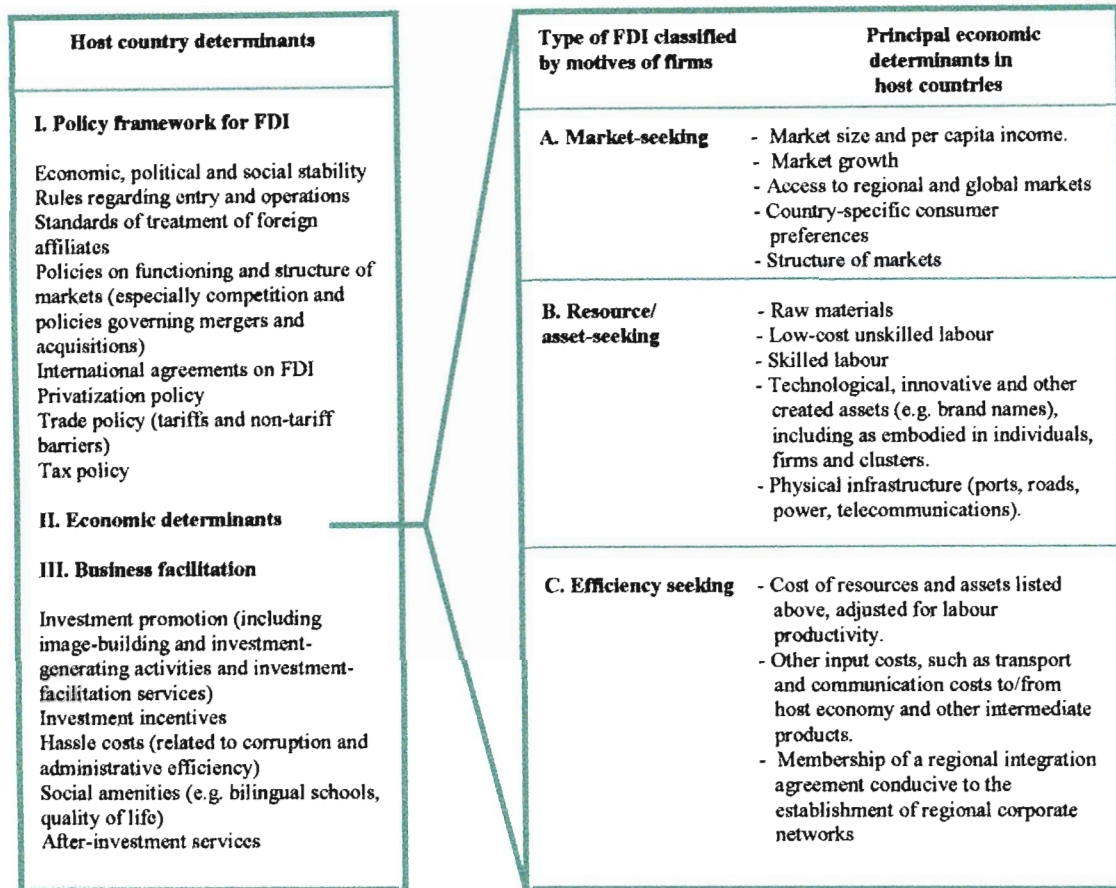 Host country determinants
I. Policy framework for FDI
Economic, political and social stability
Rules regarding entry and operations
Standards of treatment of foreign
affiliates
Policies on functioning and structure of
markets (especially competition and
policies governing mergers and
acquisitions)
International agreements on FDI
Privatization policy
Trade policy (tariffs and non-tariff
barriers)
Tax policy
II. Economic determinants
III. Business facilitation
Investment promotion (including
image-building and investment-
generating activities and investment-
facilitation services)
Investment incentives
Hassle costs (related to corruption and
administrative efficiency)
Social amenities (e.g. bilingual schools,
quality of life)
After-investment services
Type of FDI classified
by motives of firms
Principal economic
determinants in
host countries
A. Market-seeking
- Market size and per capita income.
- Market growth
- Access to regional and global markets
- Country-specific consumer
preferences
- Structure of markets
B. Resource/
asset-seeking
- Raw materials
- Low-cost unskilled labour
- Skilled labour
- Technological, innovative and other
created assets (e.g. brand names),
including as embodied in individuals,
firms and clusters.
- Physical infrastructure (ports, roads,
power, telecommunications).
C. Efficiency seeking
- Cost of resources and assets listed
above, adjusted for labour
productivity.
- Other input costs, such as transport
and communication costs to/from
host economy and other intermediate
products.
- Membership of a regional integration
agreement conducive to the
establishment of regional corporate
networks